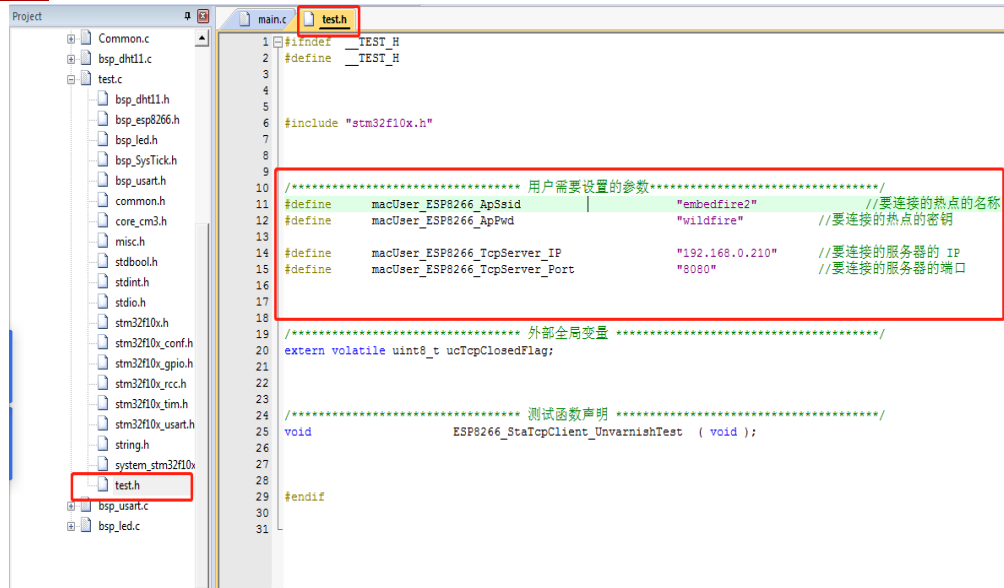 Project
Common.c
bsp_dht11.c
test.c
bsp_dht11.h
bsp_esp8266.h
bsp_led.h
bsp_SysTick.h
bsp_usart.h
common.h
core_cm3.h
misc.h
stdbool.h
stdint.h
stdio.h
stm32f10x.h
stm32f10x_conf.h
stm32f10x_gpio.h
stm32f10x_rcc.h
stm32f10x_tim.h
stm32f10x_usart.h
string.h
system_stm32f10x
test.h
bsp_usart.c
bsp_led.c
main.c test.h
1 #ifndef __TEST_H
2 #define __TEST_H
3
4
5
6 #include "stm32f10x.h"
7
8
9
10 /********************************** 用户需要设置的参数**********************************/
11 #define macUser_ESP8266_ApSsid "embedfire2" //要连接的热点的名称
12 #define macUser_ESP8266_ApPwd "wildfire" //要连接的热点的密钥
13
14 #define macUser_ESP8266_TcpServer_IP "192.168.0.210" //要连接的服务器的 IP
15 #define macUser_ESP8266_TcpServer_Port "8080" //要连接的服务器的端口
16
17
18
19 /********************************** 外部全局变量 ***************************************/
20 extern volatile uint8_t ucTcpClosedFlag;
21
22
23
24 /********************************** 测试函数声明 ***************************************/
25 void ESP8266_StaTcpClient_UnvarnishTest ( void );
26
27
28
29 #endif
30
31